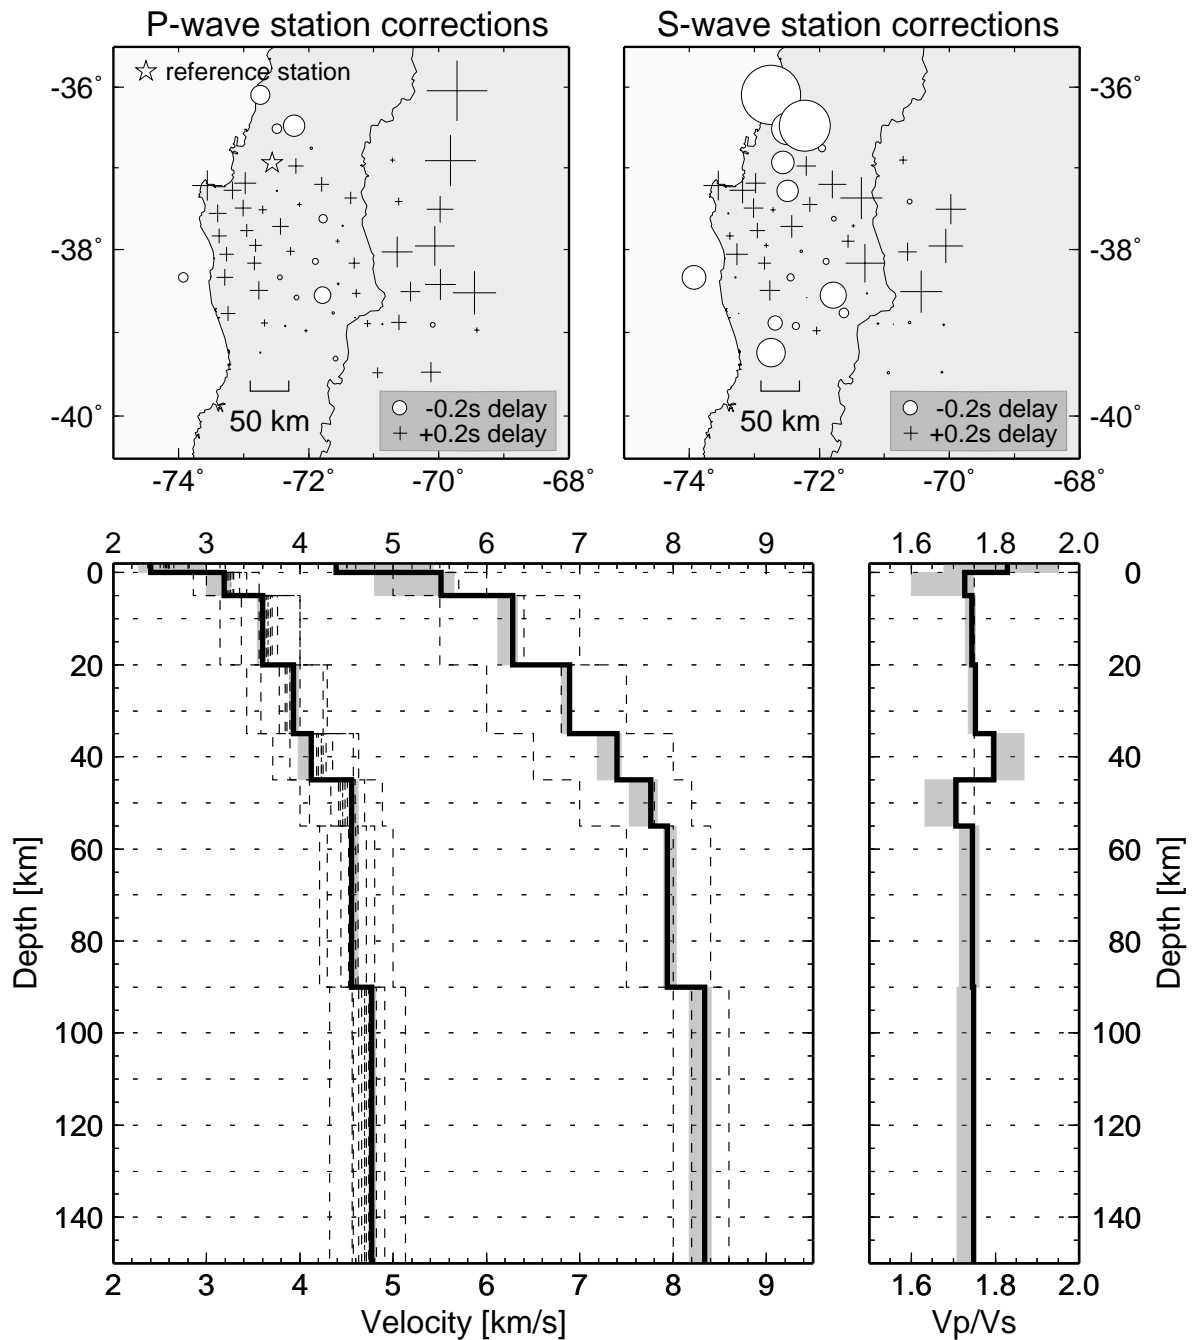 P-wave station corrections
S-wave station corrections
reference station
-36°
-38°
-40°
50 km
-0.2s delay
+0.2s delay
-74° -72° -70° -68°
50 km
-0.2s delay
+0.2s delay
-36°
-38°
-40°
-74° -72° -70° -68°
2 3 4 5 6 7 8 9
1.6 1.8 2.0
0
20
40
60
80
100
120
140
Depth [km]
2 3 4 5 6 7 8 9
Velocity [km/s]
0
20
40
60
80
100
120
140
Depth [km]
1.6 1.8 2.0
Vp/Vs